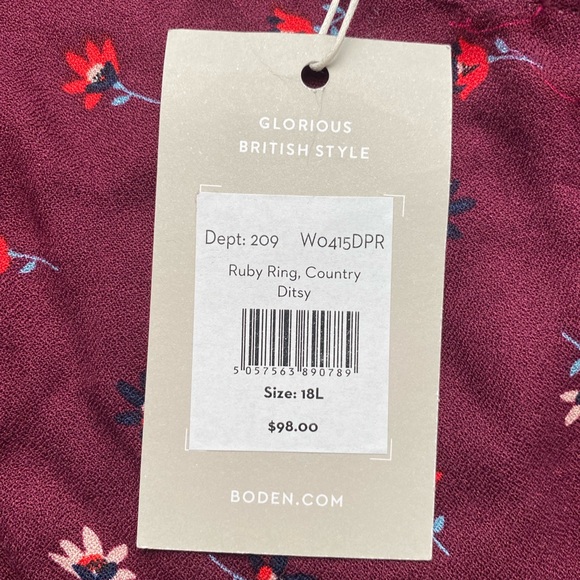 GLORIOUS
BRITISH STYLE
Dept: 209 W0415DPR
Ruby Ring, Country
Ditsy
5 057563 890789
Size: 18L
$98.00
BODEN.COM